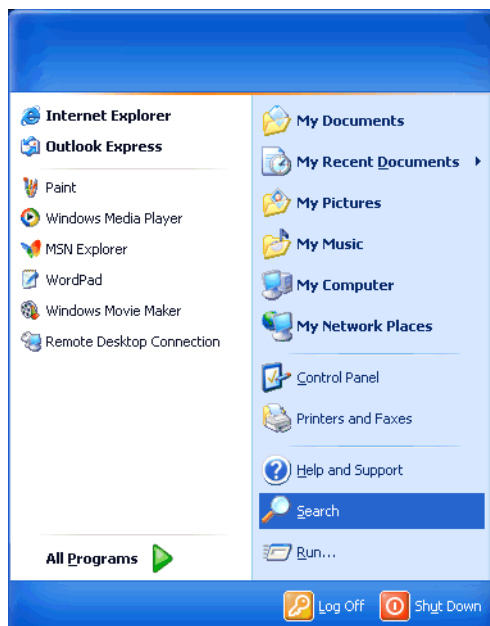 Internet Explorer
Outlook Express
Paint
Windows Media Player
MSN Explorer
WordPad
Windows Movie Maker
Remote Desktop Connection
All Programs
My Documents
My Recent Documents
My Pictures
My Music
My Computer
My Network Places
Control Panel
Printers and Faxes
Help and Support
Search
Run...
Log Off
Shut Down